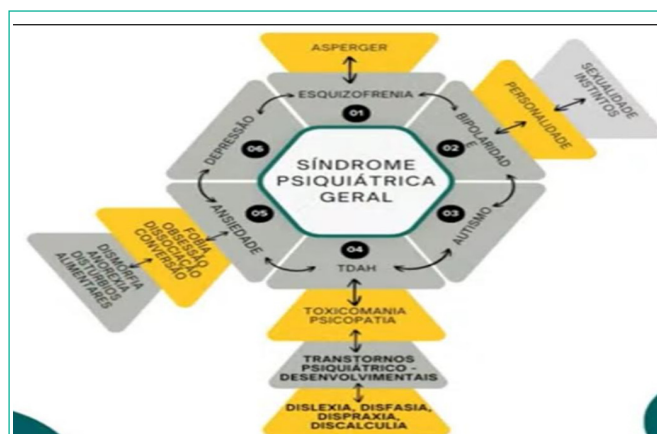 ASPERGER
ESQUIZOFRENIA
01
SEXUALIDADE
INSTINTOS
PERSONALIDADE
BIPOLARIDAD
E
02
DEPRESSÃO
06
SÍNDROME
PSIQUIÁTRICA
GERAL
03
AUTISMO
05
ANSIEDADE
FOBIA
OBSESSÃO
DISSOCIAÇÃO
CONVERSÃO
DISMORFIA
ANOREXIA
DISTÚRBIOS
ALIMENTARES
04
TDAH
TOXICOMANIA
PSICOPATIA
TRANSTORNOS
PSIQUIÁTRICO -
DESENVOLVIMENTAIS
DISLEXIA, DISFASIA,
DISPRAXIA,
DISCALCULIA